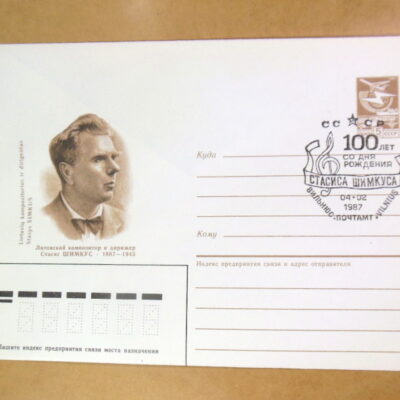 Lietuvių kompozitorius ir dirigentas
Stasys ŠIMKUS
Литовский композитор и дирижер
Стасис ШИМКУС · 1887—1943
СССР
100 ЛЕТ
СО ДНЯ
РОЖДЕНИЯ
СТАСИСА ШИМКУСА
04·02
1987
ВИЛЬНЮС·ПОЧТАМТ·VILNIUS
Куда
Кому
Индекс предприятия связи и адрес отправителя
Пишите индекс предприятия связи места назначения